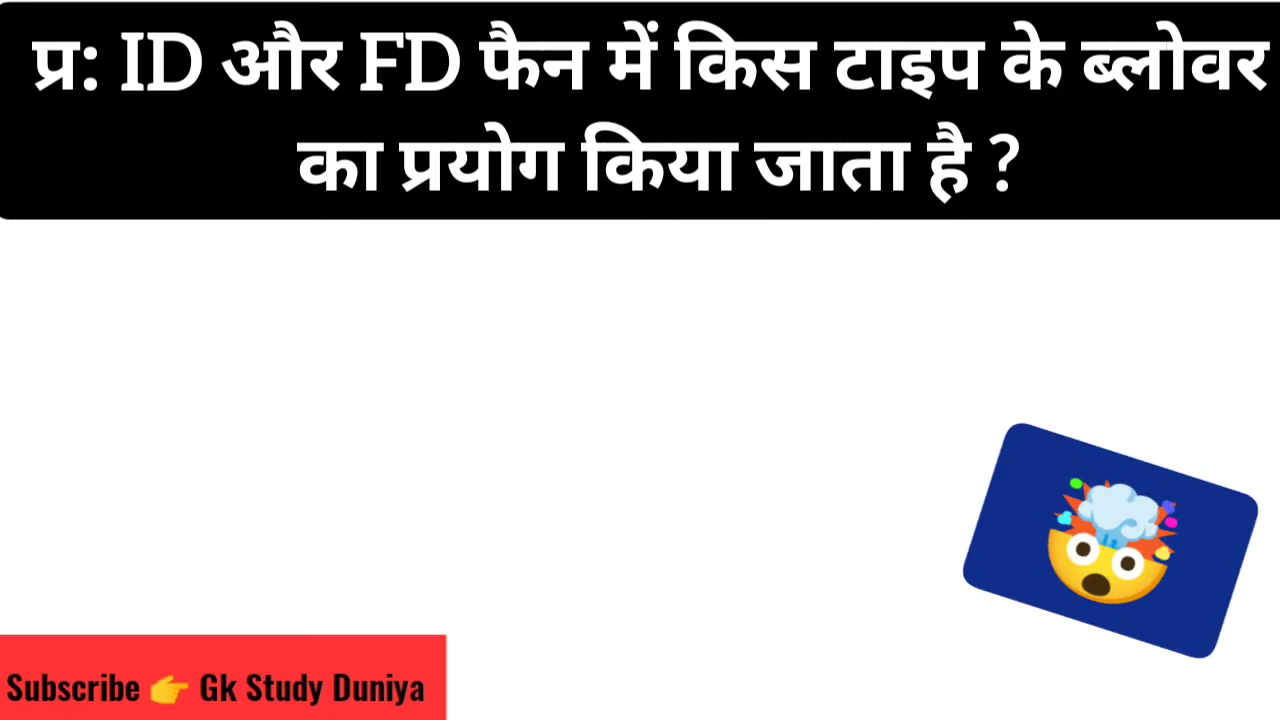 प्र: ID और FD फैन में किस टाइप के ब्लोवर
का प्रयोग किया जाता है ?
Subscribe 👉 Gk Study Duniya